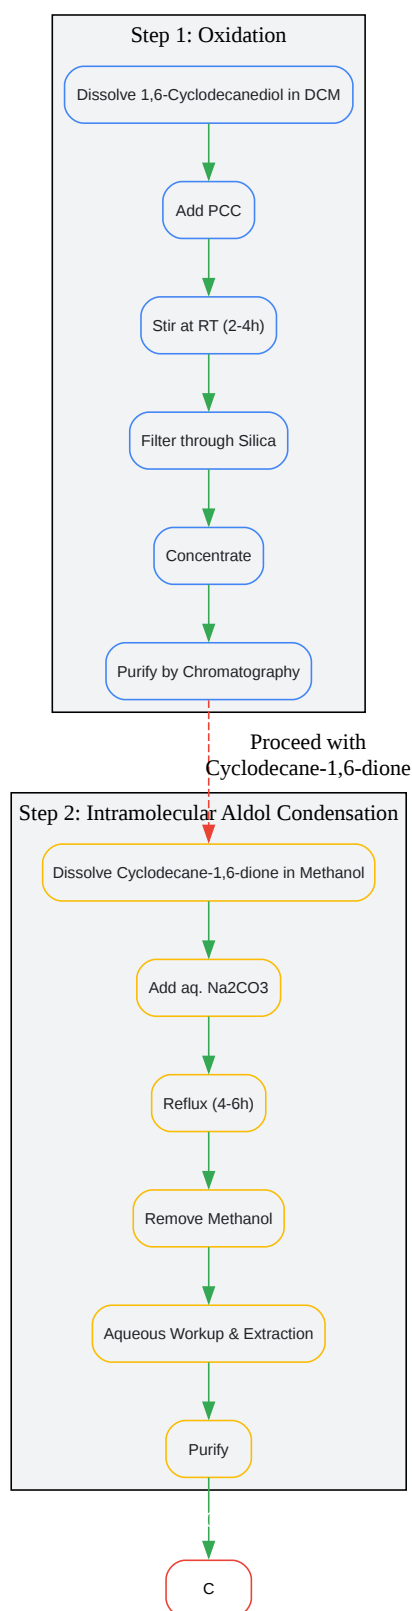 Step 1: Oxidation
Dissolve 1,6-Cyclodecanediol in DCM
Add PCC
Stir at RT (2-4h)
Filter through Silica
Concentrate
Purify by Chromatography
Proceed with
Cyclodecane-1,6-dione
Step 2: Intramolecular Aldol Condensation
Dissolve Cyclodecane-1,6-dione in Methanol
Add aq. Na2CO3
Reflux (4-6h)
Remove Methanol
Aqueous Workup & Extraction
Purify
C